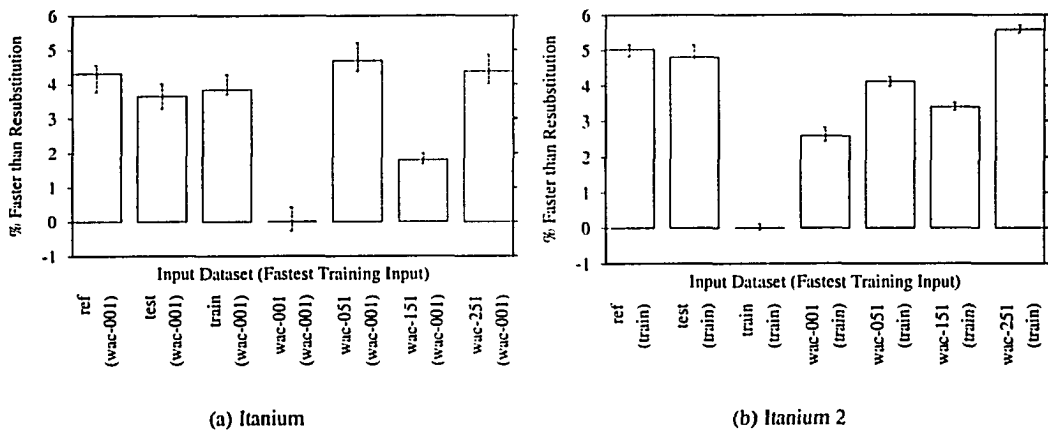 % Faster than Resubstitution
6
5
4
3
2
1
0
-1
Input Dataset (Fastest Training Input)
ref
(wac-001)
test
(wac-001)
train
(wac-001)
wac-001
(wac-001)
wac-051
(wac-001)
wac-151
(wac-001)
wac-251
(wac-001)
(a) Itanium
% Faster than Resubstitution
6
5
4
3
2
1
0
-1
Input Dataset (Fastest Training Input)
ref
(train)
test
(train)
train
(train)
wac-001
(train)
wac-051
(train)
wac-151
(train)
wac-251
(train)
(b) Itanium 2